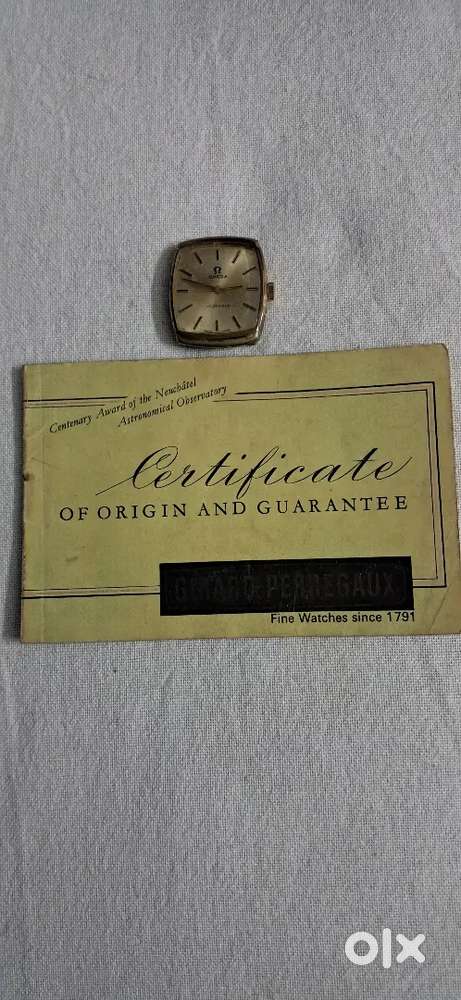 Ω
OMEGA
Centenary Award of the Neuchâtel
Astronomical Observatory
Certificate
OF ORIGIN AND GUARANTEE
GIRARD-PERREGAUX
Fine Watches since 1791
olx